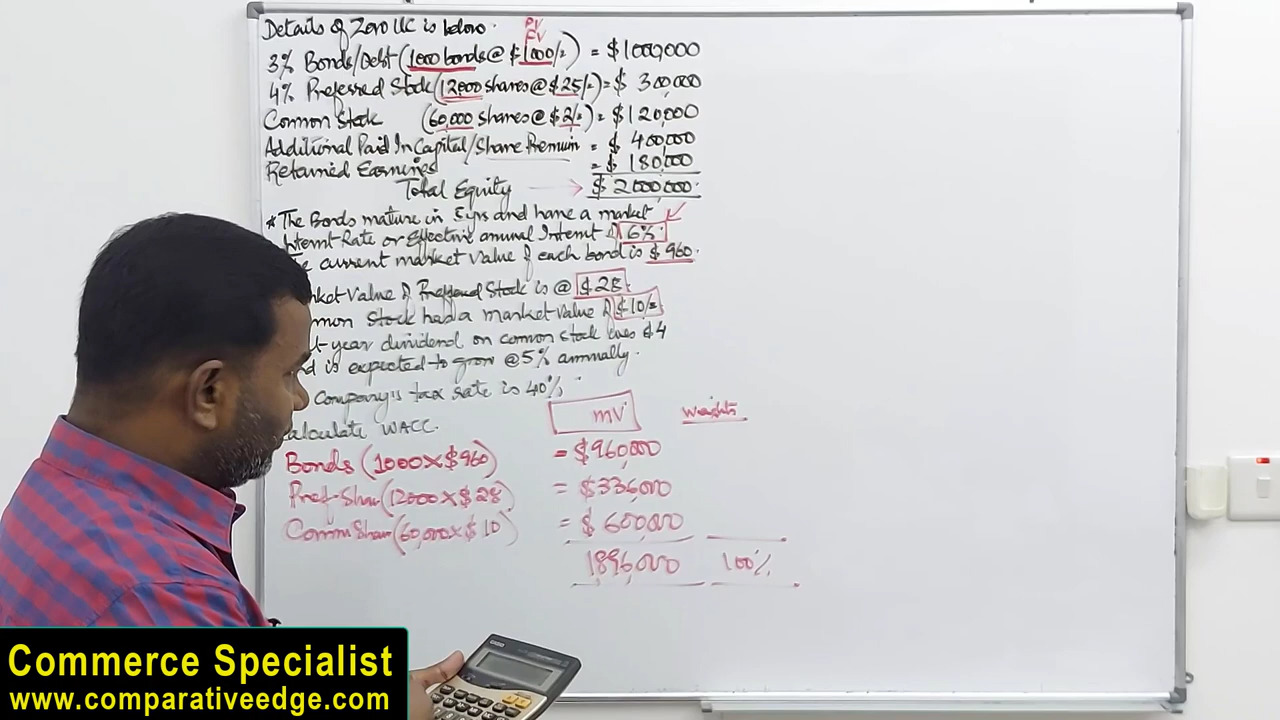 Details of Zero LLC is below.
PV
FV
3% Bonds/Debt (1000 bonds @ $1000/=) = $1000,000
4% Preferred Stock (12,000 shares @ $25/=) = $ 300,000
Common Stock (60,000 shares @ $2/=) = $120,000
Additional Paid In Capital/Share Premium = $ 400,000
Retained Earnings = $ 180,000
Total Equity → $ 2000,000.
* The Bonds mature in 5yrs and have a market
Interest Rate or Effective annual Interest of 6%.
current market value of each bond is $ 960.
Market Value of Preferred Stock is @ $28.
Common Stock had a market value of $10/=
year dividend on common stock was $4
and is expected to grow @5% annually.
Company's tax rate is 40%.
Calculate WACC.
MV Weights
Bonds (1000 X $960) = $960,000
Pref-Share (12000 X $ 28) = $336,000
Comm Share (60,000 X $ 10) = $ 600,000
1896,000 100%
CASIO
Commerce Specialist
www.comparativeedge.com